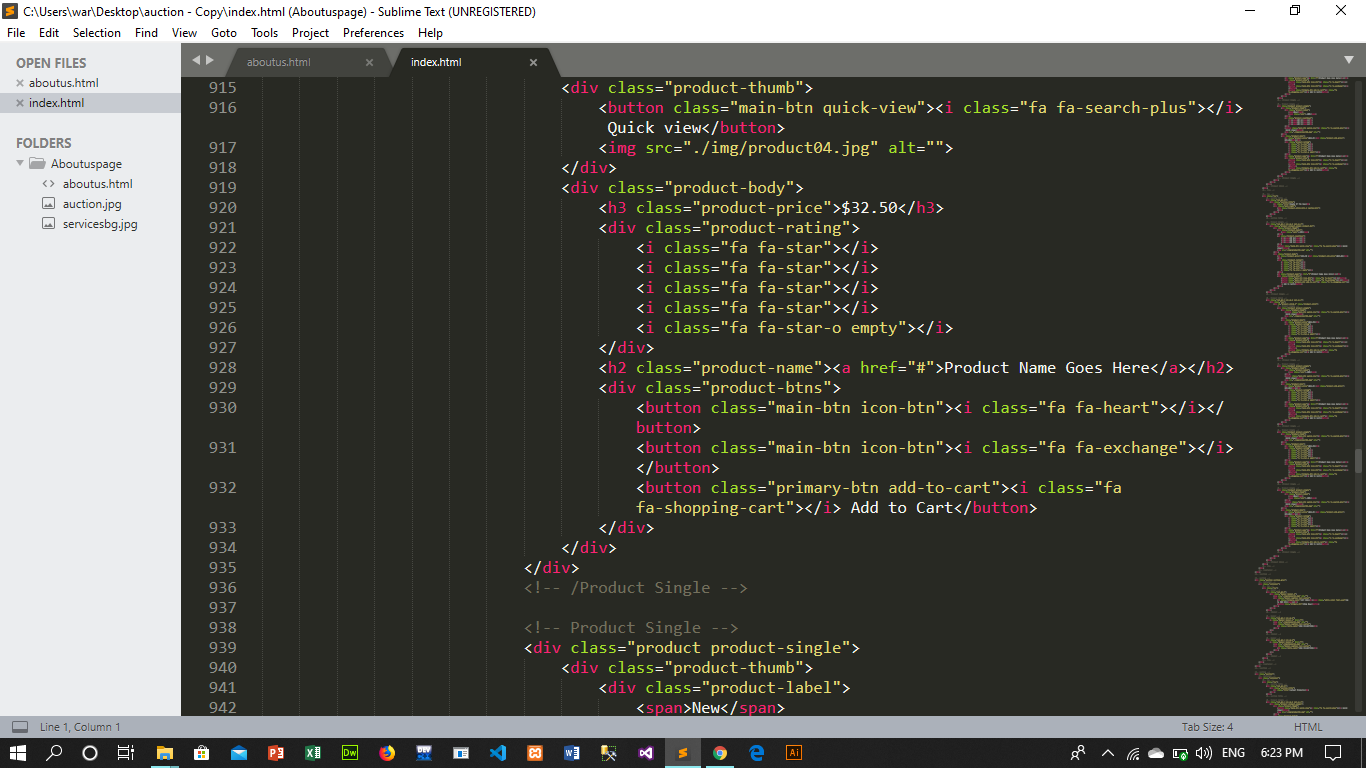 C:\Users\war\Desktop\auction - Copy\index.html (Aboutuspage) - Sublime Text (UNREGISTERED)
File Edit Selection Find View Goto Tools Project Preferences Help
OPEN FILES
aboutus.html
index.html
FOLDERS
Aboutuspage
aboutus.html
auction.jpg
servicesbg.jpg
aboutus.html × index.html ×
915 <div class="product-thumb">
916 <button class="main-btn quick-view"><i class="fa fa-search-plus"></i>
Quick view</button>
917 <img src="./img/product04.jpg" alt="">
918 </div>
919 <div class="product-body">
920 <h3 class="product-price">$32.50</h3>
921 <div class="product-rating">
922 <i class="fa fa-star"></i>
923 <i class="fa fa-star"></i>
924 <i class="fa fa-star"></i>
925 <i class="fa fa-star"></i>
926 <i class="fa fa-star-o empty"></i>
927 </div>
928 <h2 class="product-name"><a href="#">Product Name Goes Here</a></h2>
929 <div class="product-btns">
930 <button class="main-btn icon-btn"><i class="fa fa-heart"></i></
button>
931 <button class="main-btn icon-btn"><i class="fa fa-exchange"></i>
</button>
932 <button class="primary-btn add-to-cart"><i class="fa
fa-shopping-cart"></i> Add to Cart</button>
933 </div>
934 </div>
935 </div>
936 <!-- /Product Single -->
937
938 <!-- Product Single -->
939 <div class="product product-single">
940 <div class="product-thumb">
941 <div class="product-label">
942 <span>New</span>
Line 1, Column 1 Tab Size: 4 HTML
Dw Ai ENG 6:23 PM